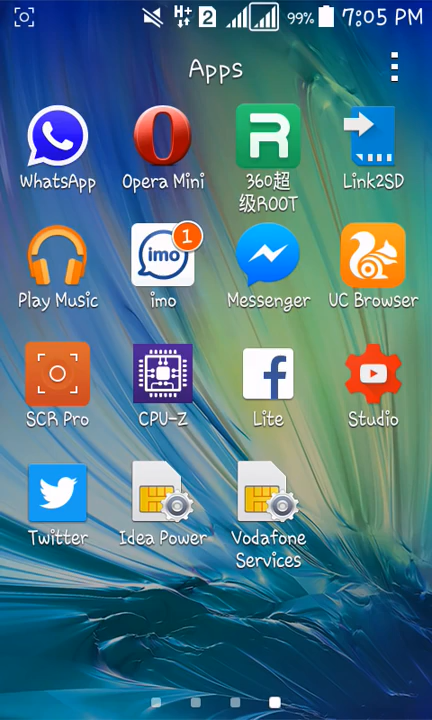 H+ 2 99% 7:05 PM
Apps
WhatsApp Opera Mini 360超级ROOT Link2SD
imo 1
Play Music imo Messenger UC Browser
SCR Pro CPU-Z Lite Studio
Twitter Idea Power Vodafone Services